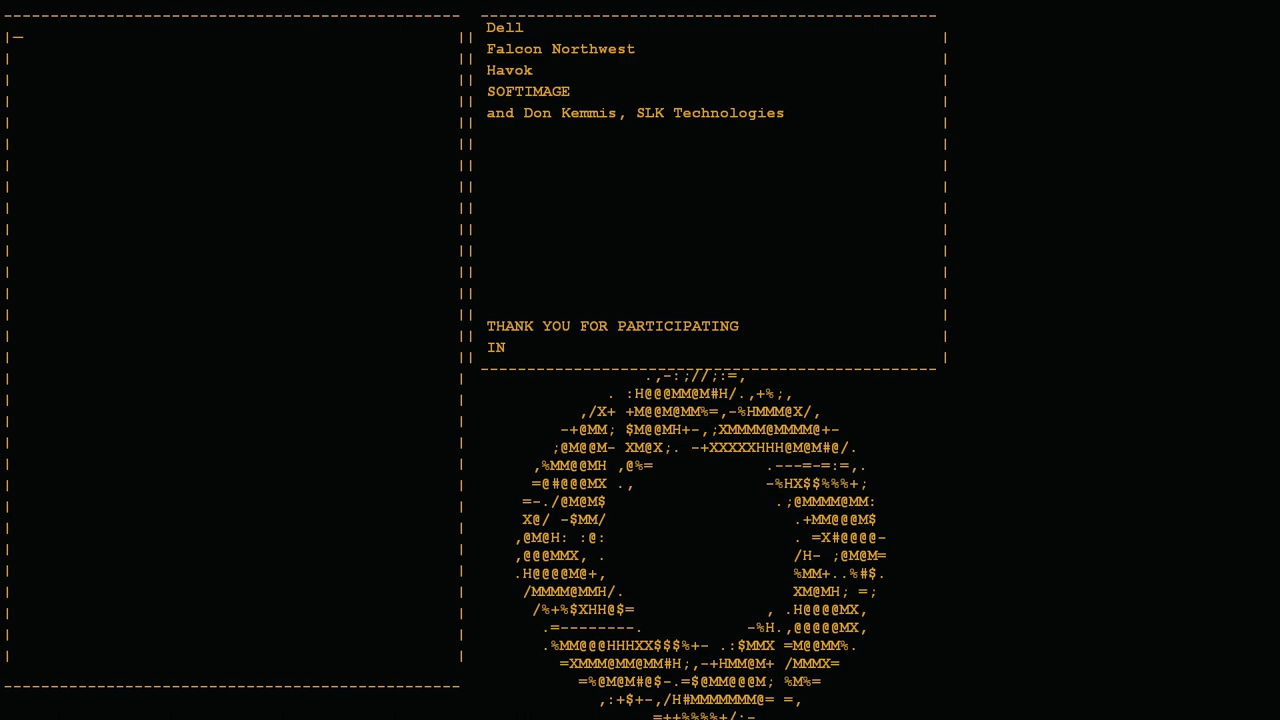 Dell
Falcon Northwest
Havok
SOFTIMAGE
and Don Kemmis, SLK Technologies
THANK YOU FOR PARTICIPATING
IN